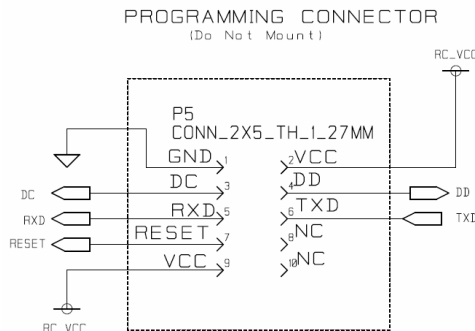 PROGRAMMING CONNECTOR
(Do Not Mount)
RC_VCC
P5
CONN_2X5_TH_1_27MM
GND 1 2 VCC
DC DC 3 4 DD DD
RXD RXD 5 6 TXD TXD
RESET RESET 7 8 NC
VCC 9 10 NC
RC_VCC